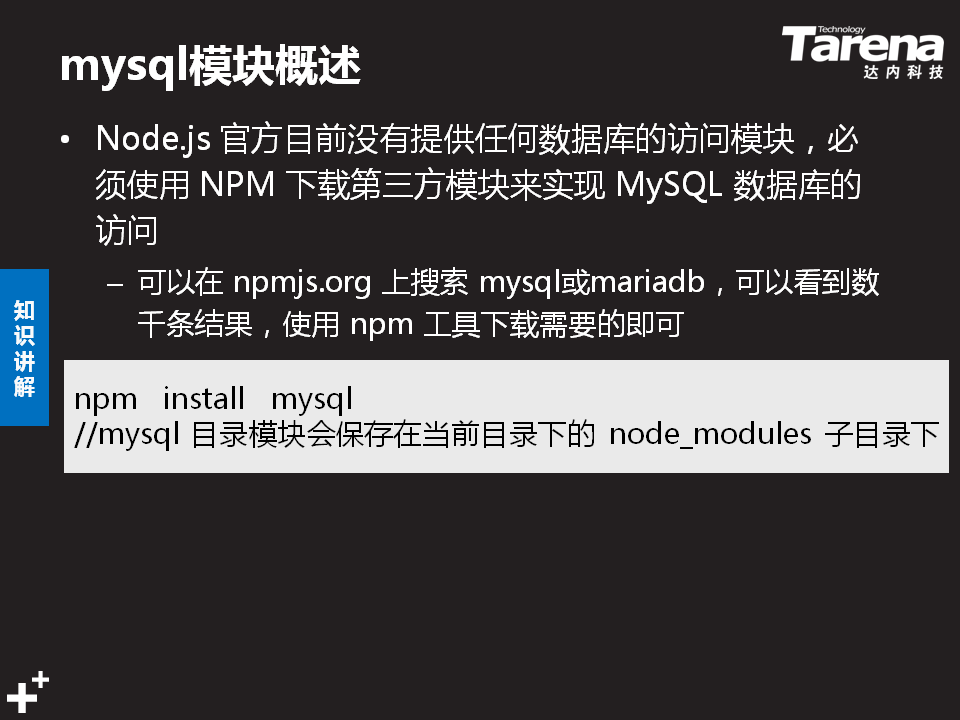 mysql模块概述
Technology
Tarena
达内科技
• Node.js 官方目前没有提供任何数据库的访问模块，必
须使用 NPM 下载第三方模块来实现 MySQL 数据库的
访问
– 可以在 npmjs.org 上搜索 mysql或mariadb，可以看到数
千条结果，使用 npm 工具下载需要的即可
知
识
讲
解
npm install mysql
//mysql 目录模块会保存在当前目录下的 node_modules 子目录下